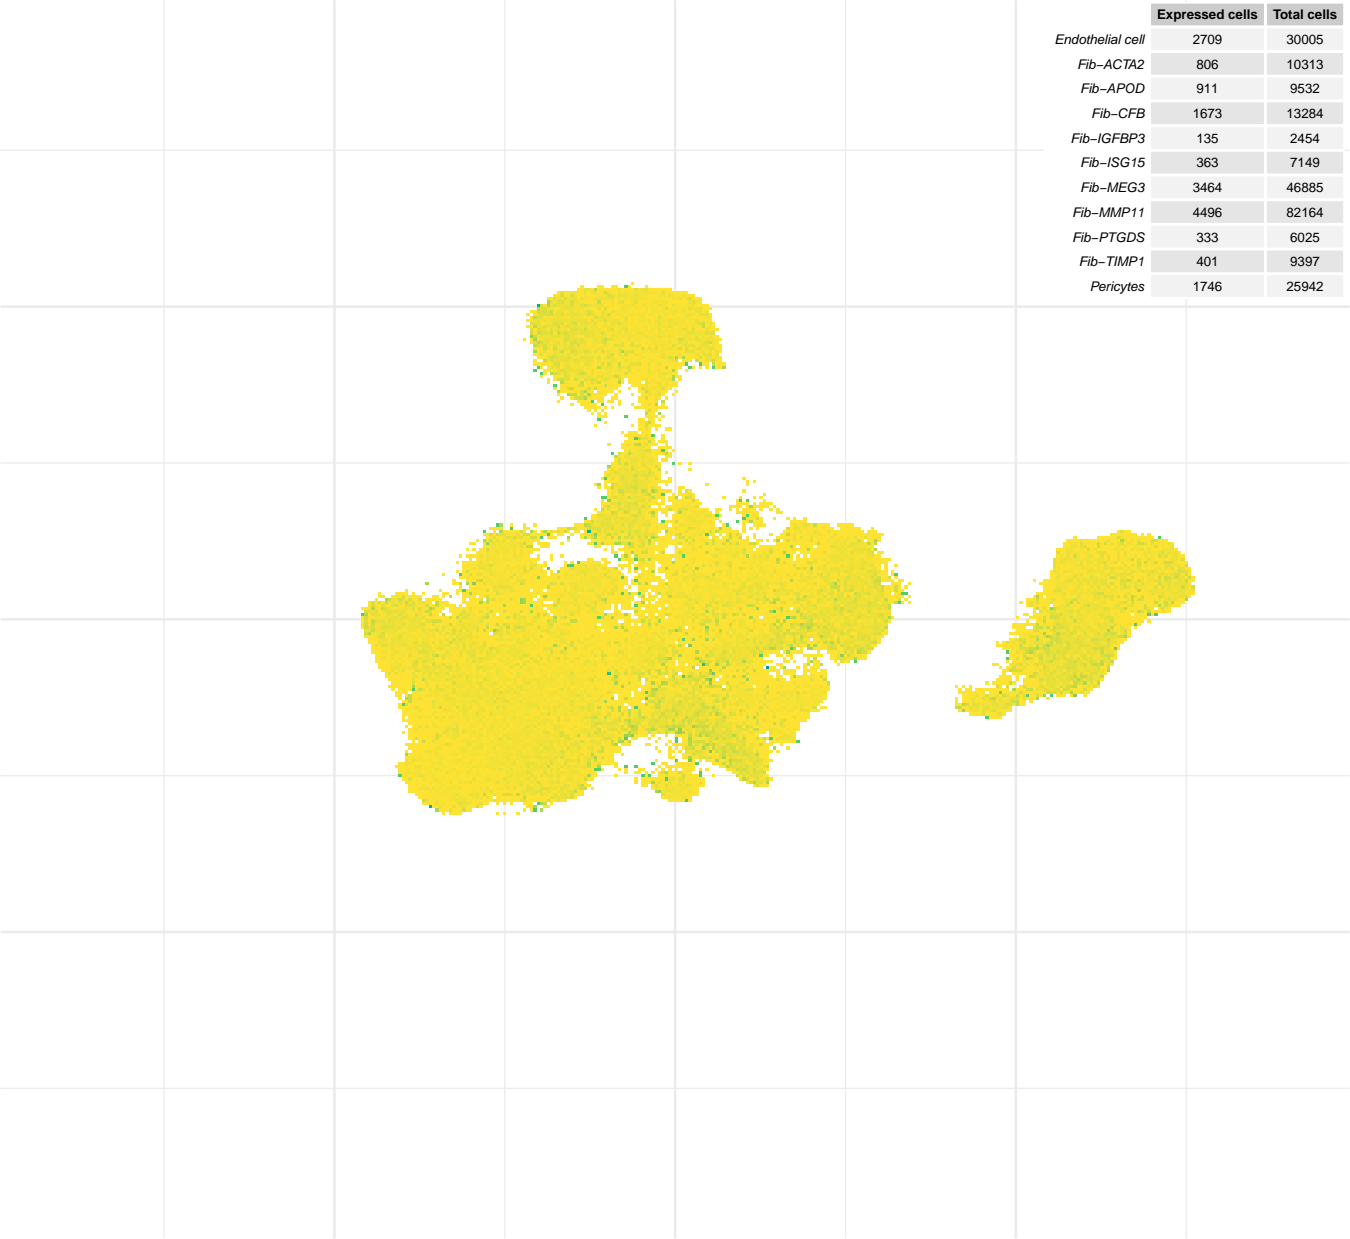 Expressed cells Total cells
Endothelial cell 2709 30005
Fib−ACTA2 806 10313
Fib−APOD 911 9532
Fib−CFB 1673 13284
Fib−IGFBP3 135 2454
Fib−ISG15 363 7149
Fib−MEG3 3464 46885
Fib−MMP11 4496 82164
Fib−PTGDS 333 6025
Fib−TIMP1 401 9397
Pericytes 1746 25942